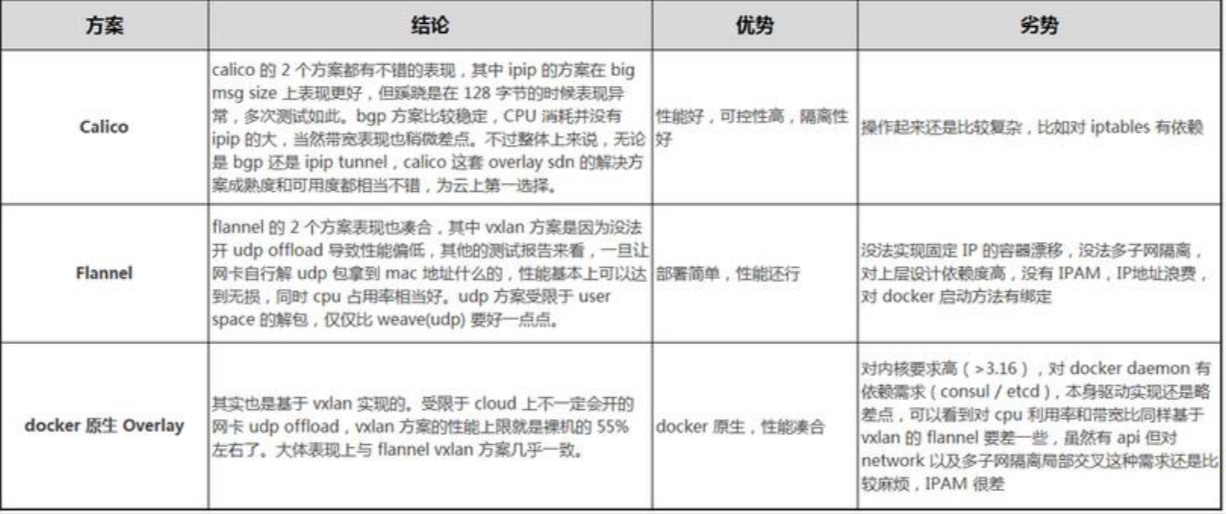 方案 结论 优势 劣势
Calico
calico 的 2 个方案都有不错的表现，其中 ipip 的方案在 big
msg size 上表现更好，但蹊跷是在 128 字节的时候表现异
常，多次测试如此。bgp 方案比较稳定，CPU 消耗并没有
ipip 的大，当然带宽表现也稍微差点。不过整体上来说，无论
是 bgp 还是 ipip tunnel，calico 这套 overlay sdn 的解决方
案成熟度和可用度都相当不错，为云上第一选择。
性能好，可控性高，隔离性
好
操作起来还是比较复杂，比如对 iptables 有依赖
Flannel
flannel 的 2 个方案表现也凑合，其中 vxlan 方案是因为没法
开 udp offload 导致性能偏低，其他的测试报告来看，一旦让
网卡自行解 udp 包拿到 mac 地址什么的，性能基本上可以达
到无损，同时 cpu 占用率相当好。udp 方案受限于 user
space 的解包，仅仅比 weave(udp) 要好一点点。
部署简单，性能还行
没法实现固定 IP 的容器漂移，没法多子网隔离，
对上层设计依赖度高，没有 IPAM，IP地址浪费，
对 docker 启动方法有绑定
docker 原生 Overlay
其实也是基于 vxlan 实现的。受限于 cloud 上不一定会开的
网卡 udp offload，vxlan 方案的性能上限就是裸机的 55%
左右了。大体表现上与 flannel vxlan 方案几乎一致。
docker 原生，性能凑合
对内核要求高（>3.16），对 docker daemon 有
依赖需求（consul / etcd），本身驱动实现还是略
差点，可以看到对 cpu 利用率和带宽比同样基于
vxlan 的 flannel 要差一些，虽然有 api 但对
network 以及多子网隔离局部交叉这种需求还是比
较麻烦，IPAM 很差